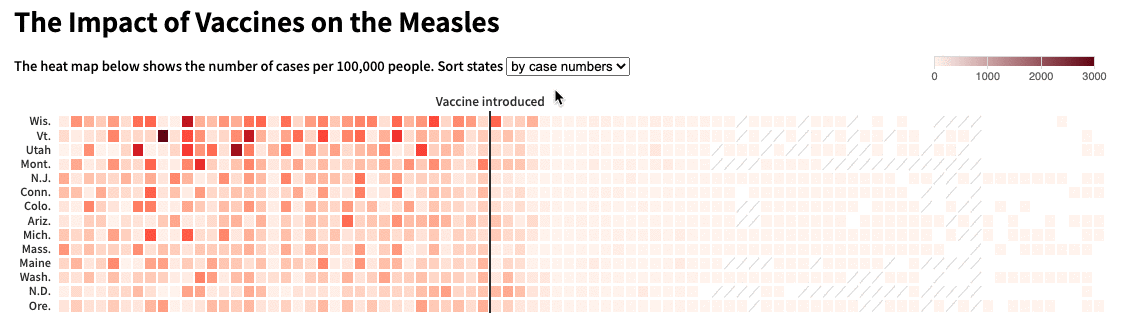 The Impact of Vaccines on the Measles
The heat map below shows the number of cases per 100,000 people. Sort states by case numbers
0 1000 2000 3000
Vaccine introduced
Wis.
Vt.
Utah
Mont.
N.J.
Conn.
Colo.
Ariz.
Mich.
Mass.
Maine
Wash.
N.D.
Ore.